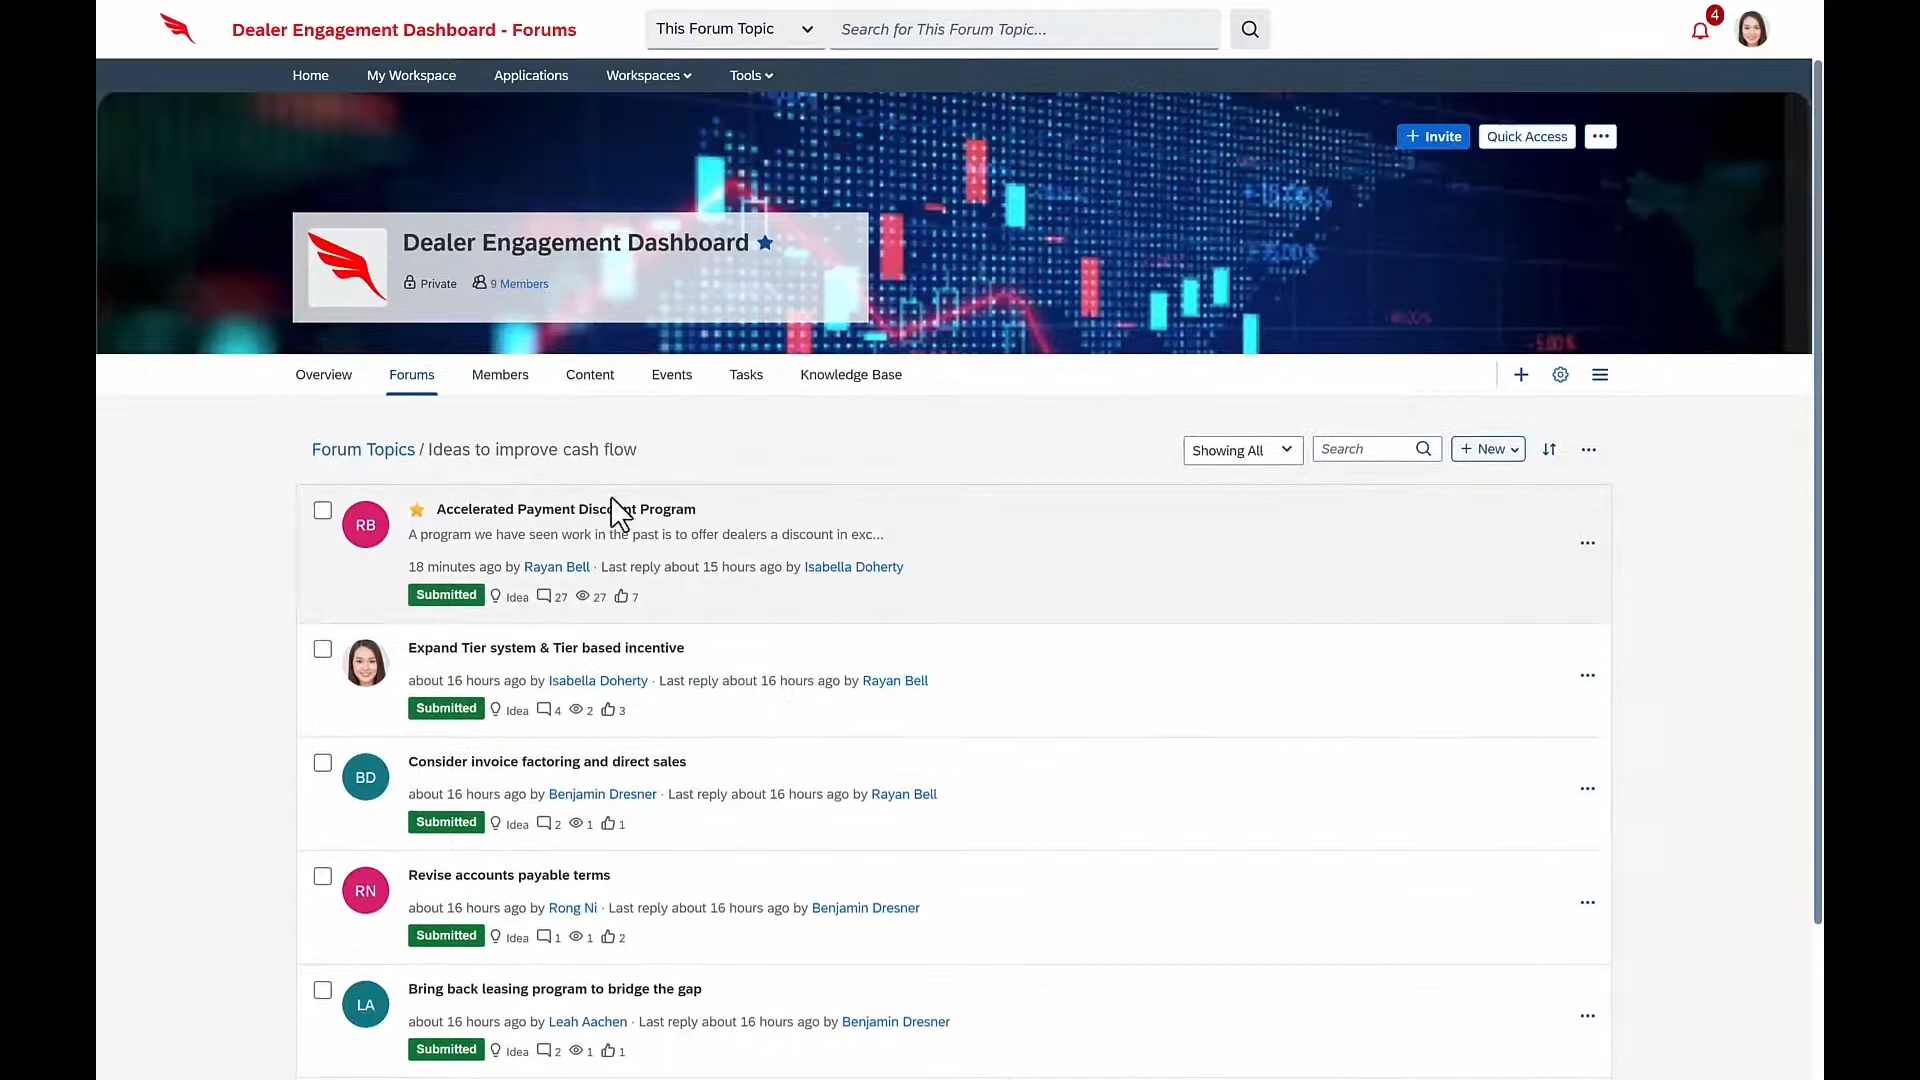 Dealer Engagement Dashboard - Forums
This Forum Topic
Search for This Forum Topic...
4
Home My Workspace Applications Workspaces Tools
+ Invite Quick Access
Dealer Engagement Dashboard
Private 9 Members
Overview Forums Members Content Events Tasks Knowledge Base
Forum Topics / Ideas to improve cash flow
Showing All Search + New
RB
Accelerated Payment Discount Program
A program we have seen work in the past is to offer dealers a discount in exc...
18 minutes ago by Rayan Bell · Last reply about 15 hours ago by Isabella Doherty
Submitted Idea 27 27 7
Expand Tier system & Tier based incentive
about 16 hours ago by Isabella Doherty · Last reply about 16 hours ago by Rayan Bell
Submitted Idea 4 2 3
BD
Consider invoice factoring and direct sales
about 16 hours ago by Benjamin Dresner · Last reply about 16 hours ago by Rayan Bell
Submitted Idea 2 1 1
RN
Revise accounts payable terms
about 16 hours ago by Rong Ni · Last reply about 16 hours ago by Benjamin Dresner
Submitted Idea 1 1 2
LA
Bring back leasing program to bridge the gap
about 16 hours ago by Leah Aachen · Last reply about 16 hours ago by Benjamin Dresner
Submitted Idea 2 1 1